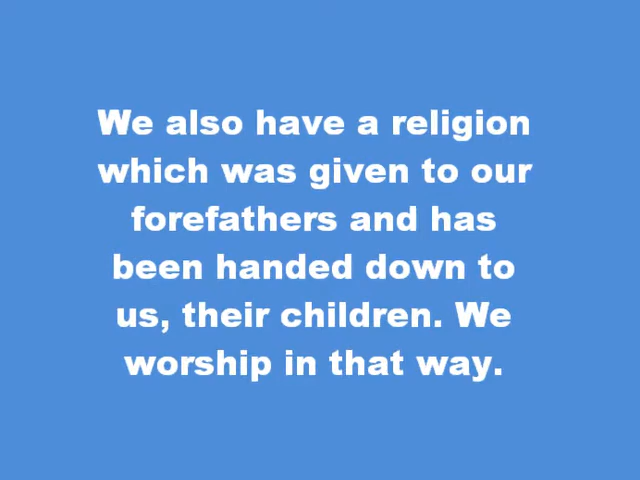 We also have a religion
which was given to our
forefathers and has
been handed down to
us, their children. We
worship in that way.